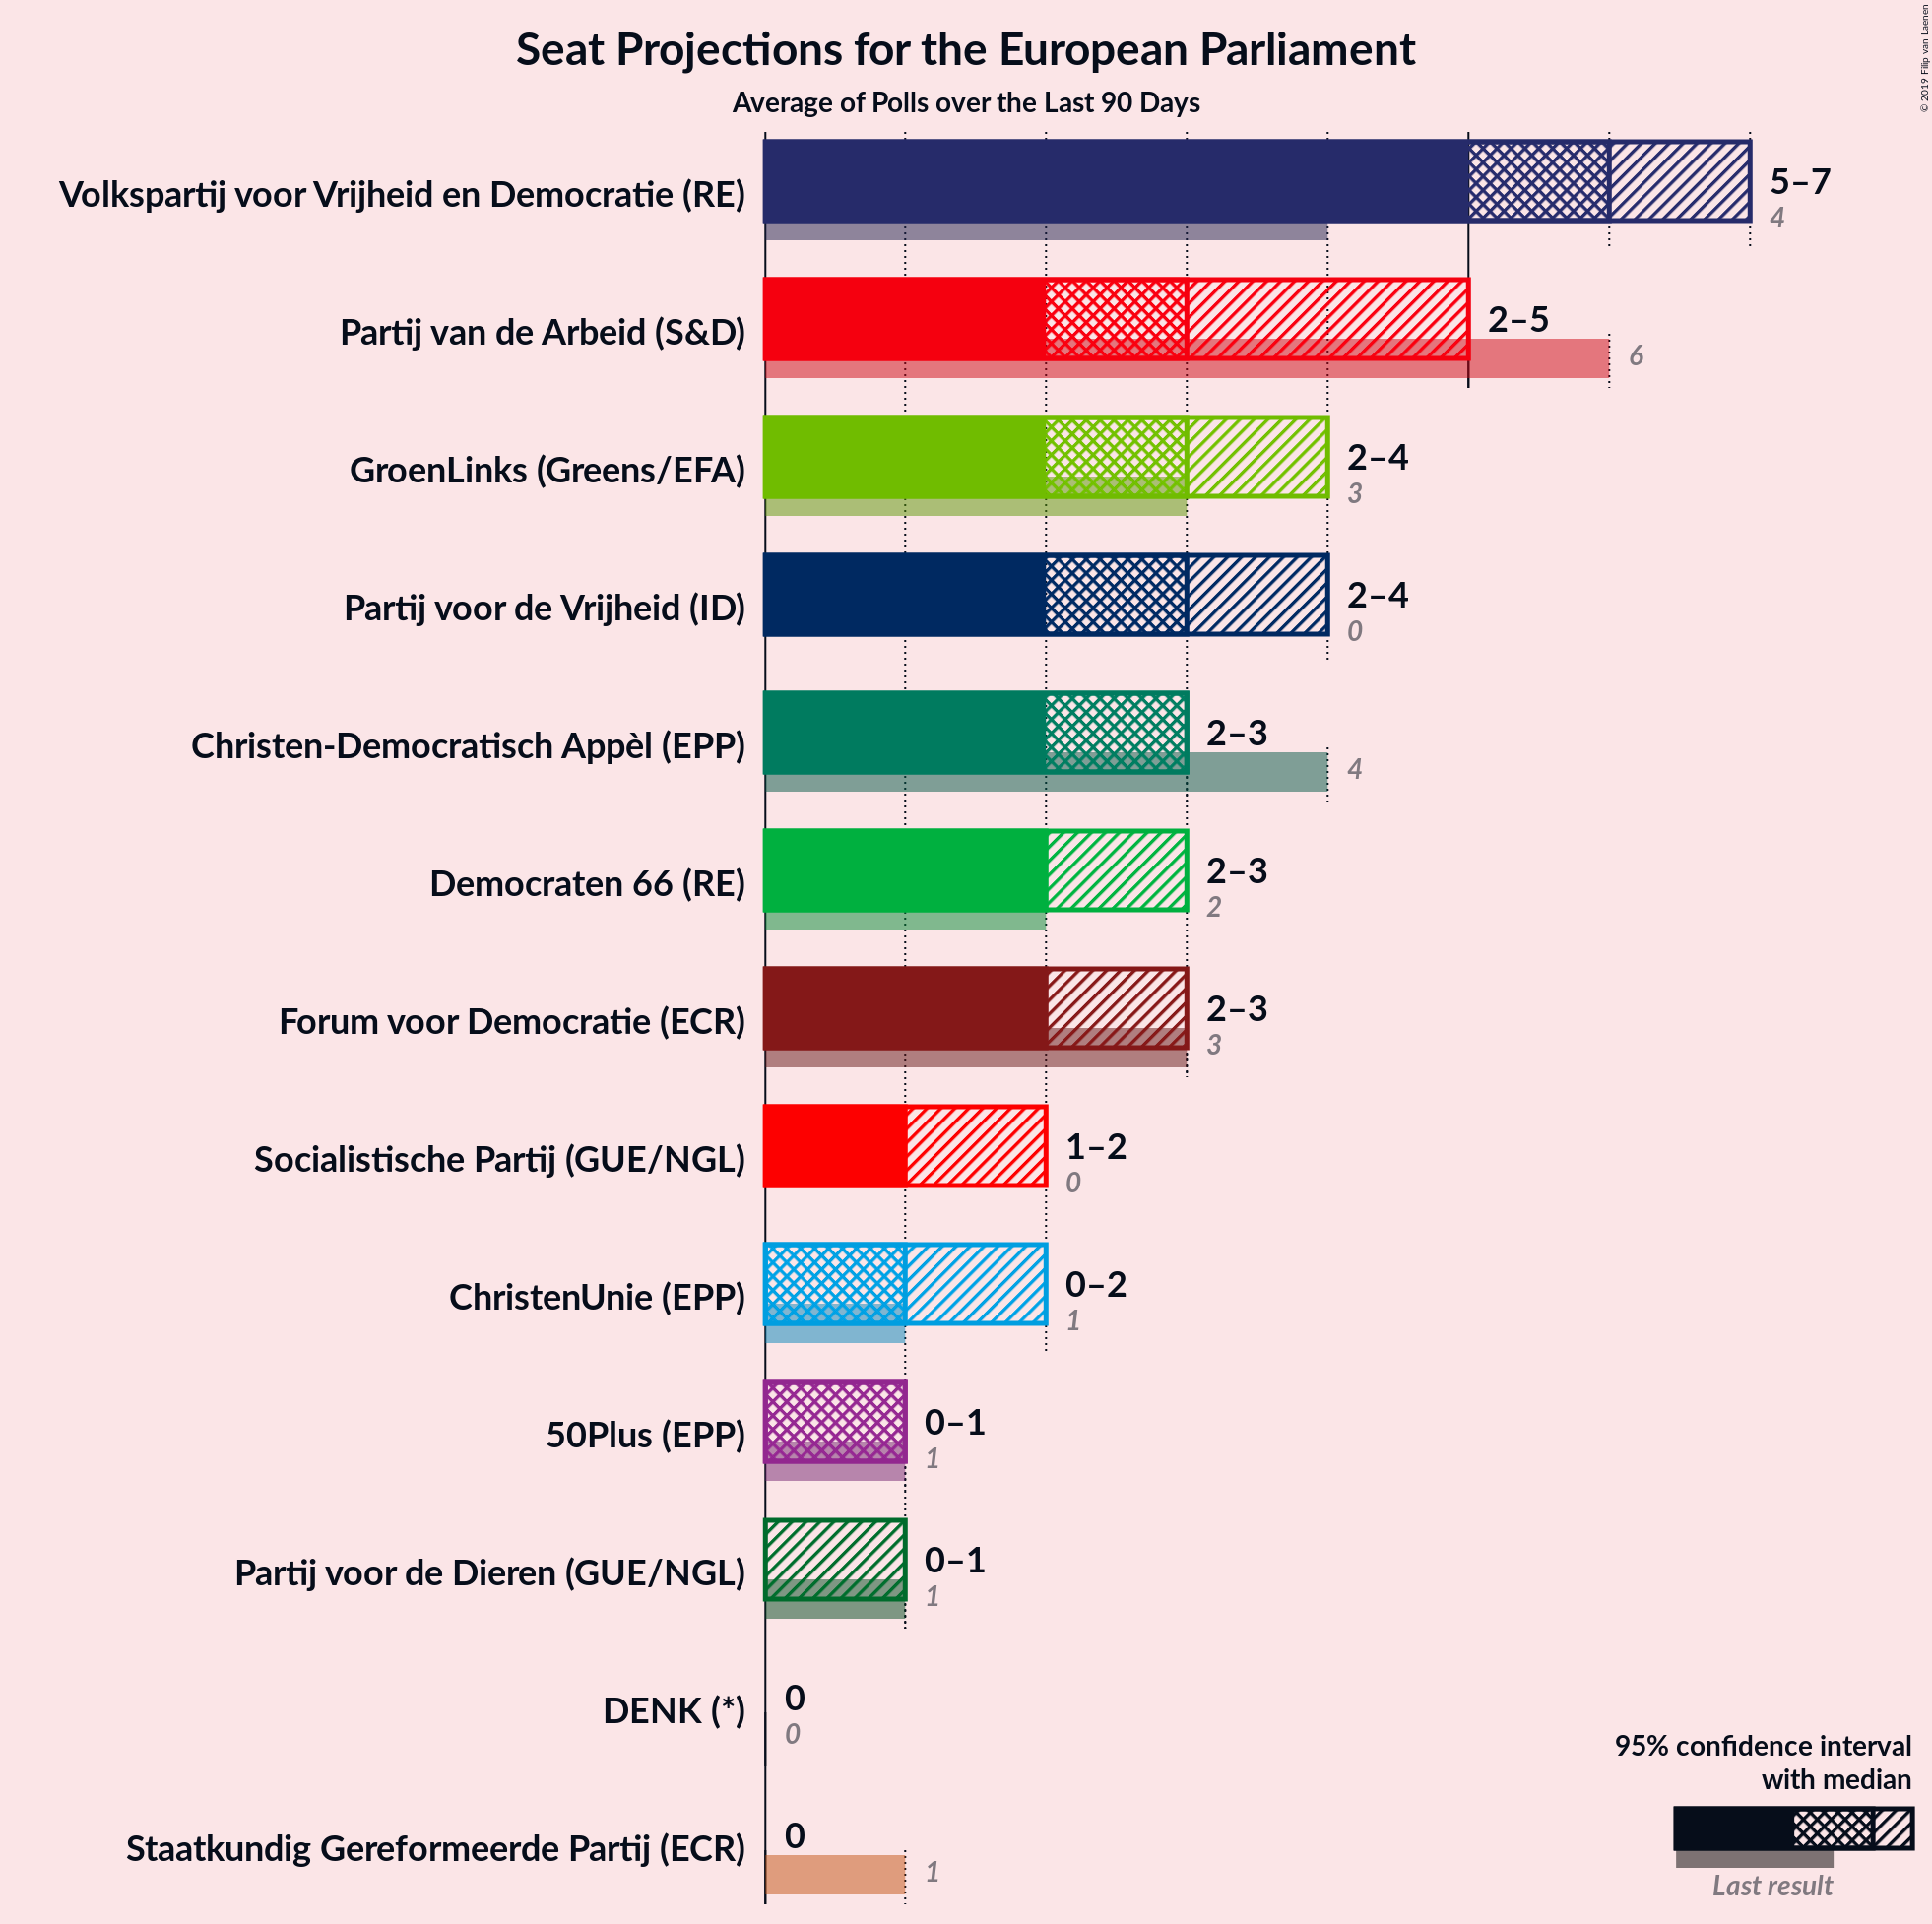 © 2019 Filip van Laenen
Seat Projections for the European Parliament
Average of Polls over the Last 90 Days
Volkspartij voor Vrijheid en Democratie (RE)
5–7
4
Partij van de Arbeid (S&D)
2–5
6
GroenLinks (Greens/EFA)
2–4
3
Partij voor de Vrijheid (ID)
2–4
0
Christen-Democratisch Appèl (EPP)
2–3
4
Democraten 66 (RE)
2–3
2
Forum voor Democratie (ECR)
2–3
3
Socialistische Partij (GUE/NGL)
1–2
0
ChristenUnie (EPP)
0–2
1
50Plus (EPP)
0–1
1
Partij voor de Dieren (GUE/NGL)
0–1
1
DENK (*)
0
0
Staatkundig Gereformeerde Partij (ECR)
0
1
95% confidence interval
with median
Last result